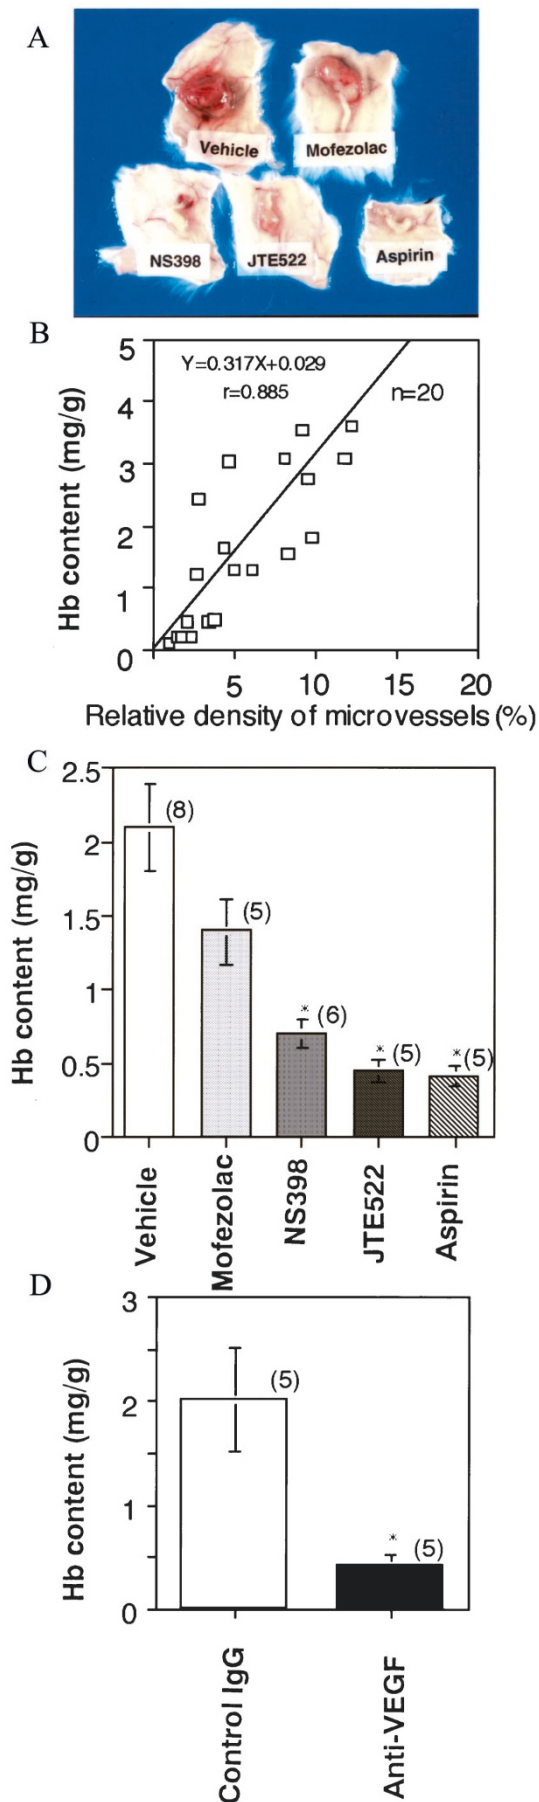 A
Vehicle
Mofezolac
NS398
JTE522
Aspirin
B
Y=0.317X+0.029
r=0.885
n=20
5
4
3
2
1
0
5
10
15
20
Hb content (mg/g)
Relative density of microvessels (%)
C
2.5
2
1.5
1
0.5
0
Hb content (mg/g)
(8)
(5)
* (6)
* (5)
* (5)
Vehicle
Mofezolac
NS398
JTE522
Aspirin
D
3
2
1
0
Hb content (mg/g)
(5)
* (5)
Control IgG
Anti-VEGF